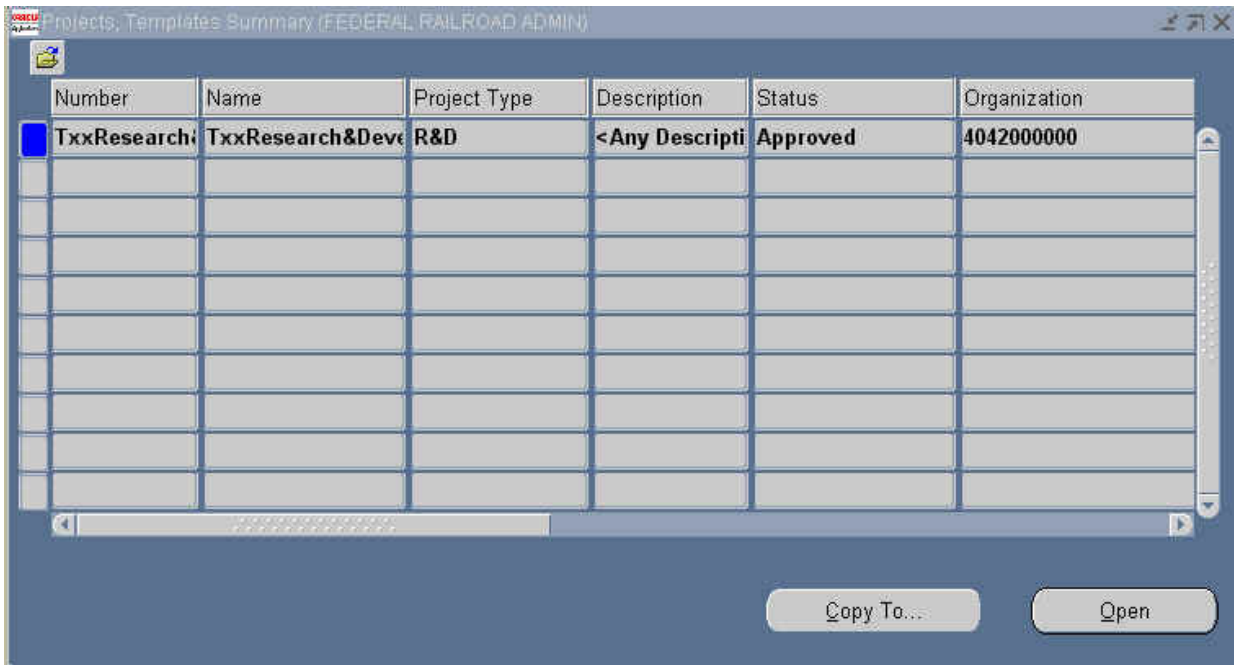 ORACLE Projects, Templates Summary (FEDERAL RAILROAD ADMIN)
Number Name Project Type Description Status Organization
TxxResearch& TxxResearch&Deve R&D <Any Descripti Approved 4042000000
Copy To... Open